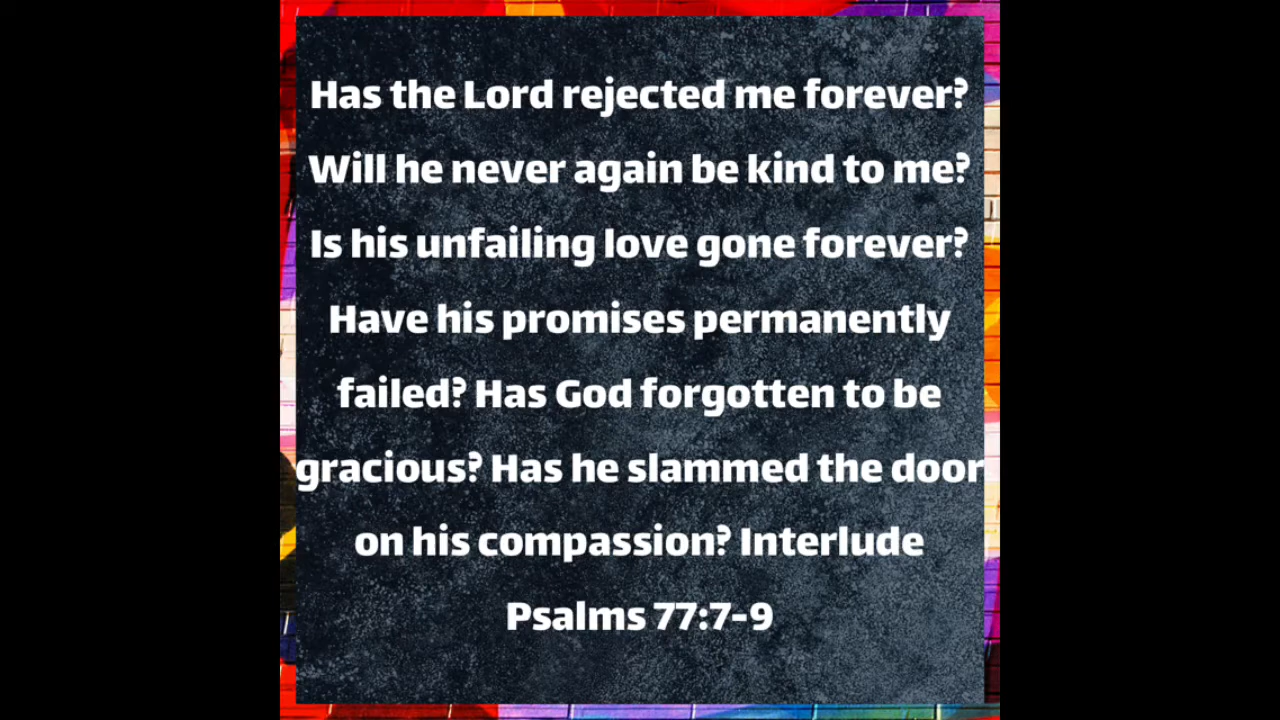 Has the Lord rejected me forever?
Will he never again be kind to me?
Is his unfailing love gone forever?
Have his promises permanently
failed? Has God forgotten to be
gracious? Has he slammed the door
on his compassion? Interlude
Psalms 77:7-9